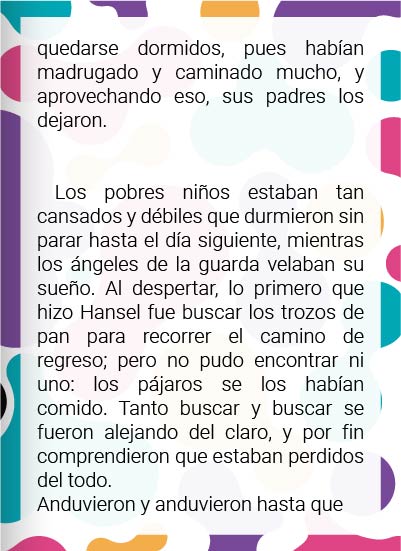 quedarse dormidos, pues habían
madrugado y caminado mucho, y
aprovechando eso, sus padres los
dejaron.
Los pobres niños estaban tan
cansados y débiles que durmieron sin
parar hasta el día siguiente, mientras
los ángeles de la guarda velaban su
sueño. Al despertar, lo primero que
hizo Hansel fue buscar los trozos de
pan para recorrer el camino de
regreso; pero no pudo encontrar ni
uno: los pájaros se los habían
comido. Tanto buscar y buscar se
fueron alejando del claro, y por fin
comprendieron que estaban perdidos
del todo.
Anduvieron y anduvieron hasta que